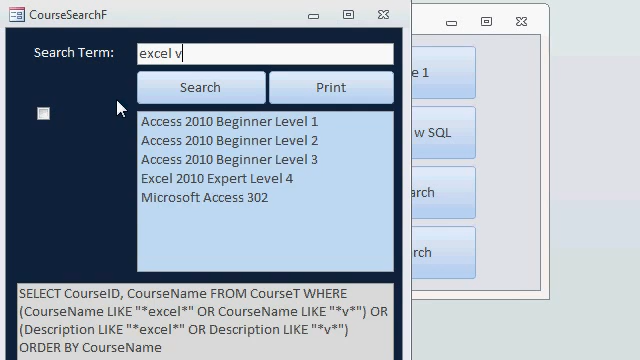 CourseSearchF
Search Term:
excel v
Search
Print
Access 2010 Beginner Level 1
Access 2010 Beginner Level 2
Access 2010 Beginner Level 3
Excel 2010 Expert Level 4
Microsoft Access 302
SELECT CourseID, CourseName FROM CourseT WHERE
(CourseName LIKE "*excel*" OR CourseName LIKE "*v*") OR
(Description LIKE "*excel*" OR Description LIKE "*v*")
ORDER BY CourseName
e 1
w SQL
arch
rch